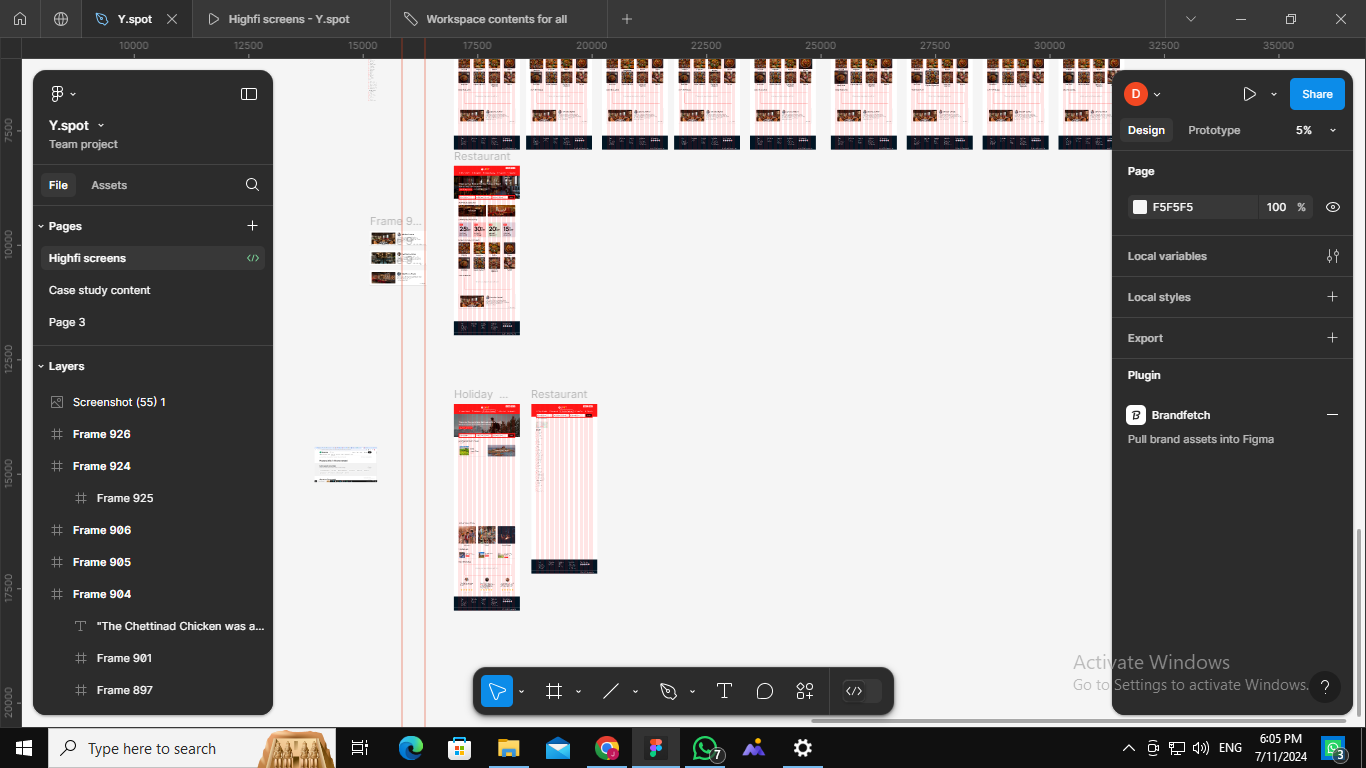 Y.spot
Highfi screens - Y.spot
Workspace contents for all
10000
12500
15000
17500
20000
22500
25000
27500
30000
32500
35000
7500
10000
12500
15000
17500
20000
Y.spot
Team project
File
Assets
Pages
Highfi screens
Case study content
Page 3
Layers
Screenshot (55) 1
Frame 926
Frame 924
Frame 925
Frame 906
Frame 905
Frame 904
"The Chettinad Chicken was a...
Frame 901
Frame 897
Restaurant
Frame 9...
Holiday ...
Restaurant
D
Share
Design
Prototype
5%
Page
F5F5F5
100
%
Local variables
Local styles
Export
Plugin
Brandfetch
Pull brand assets into Figma
Activate Windows
Go to Settings to activate Windows.
?
Type here to search
7
ENG
6:05 PM
7/11/2024
3